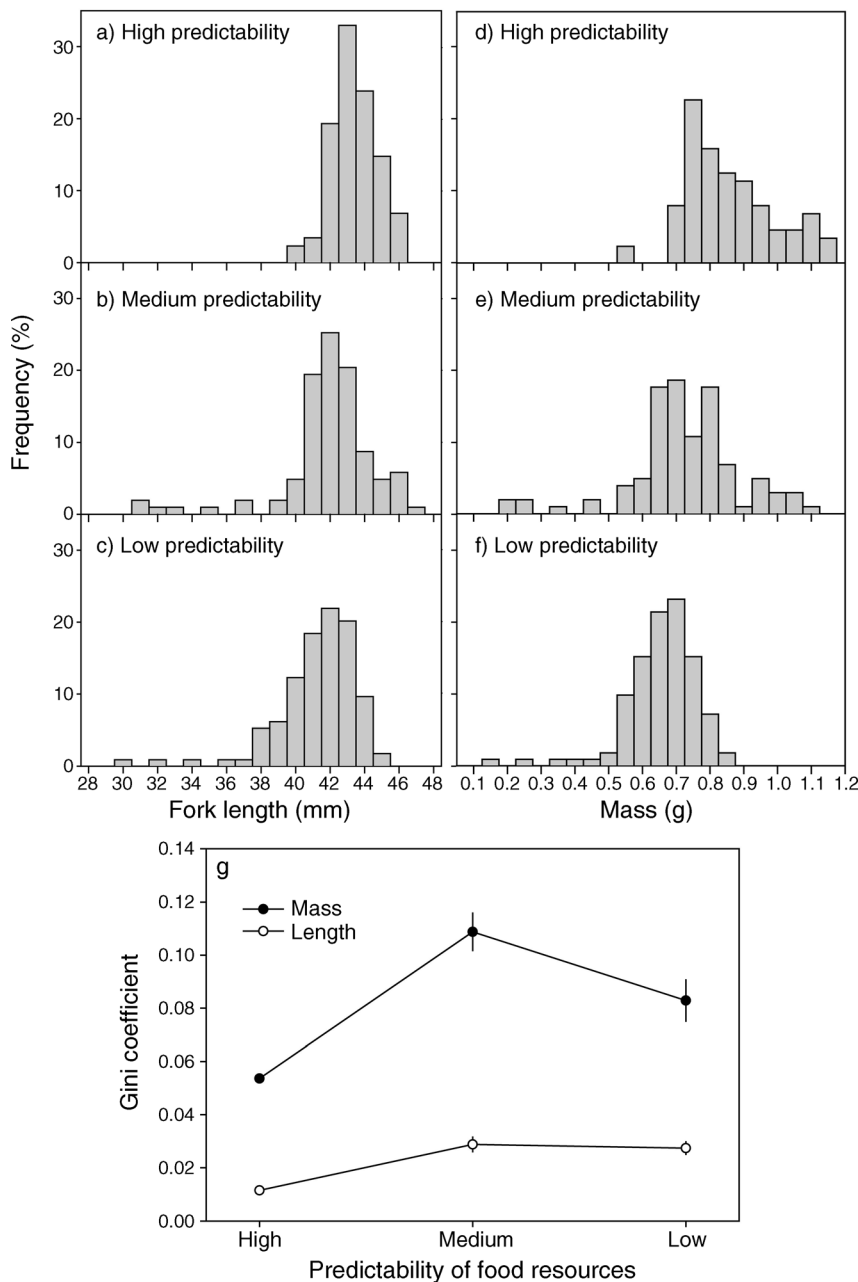 a) High predictability
d) High predictability
30
20
10
0
b) Medium predictability
e) Medium predictability
30
20
10
0
Frequency (%)
c) Low predictability
f) Low predictability
30
20
10
0
28 30 32 34 36 38 40 42 44 46 48
0.1 0.2 0.3 0.4 0.5 0.6 0.7 0.8 0.9 1.0 1.1 1.2
Fork length (mm)
Mass (g)
g
Mass
Length
0.14
0.12
0.10
0.08
0.06
0.04
0.02
0.00
Gini coefficient
High Medium Low
Predictability of food resources